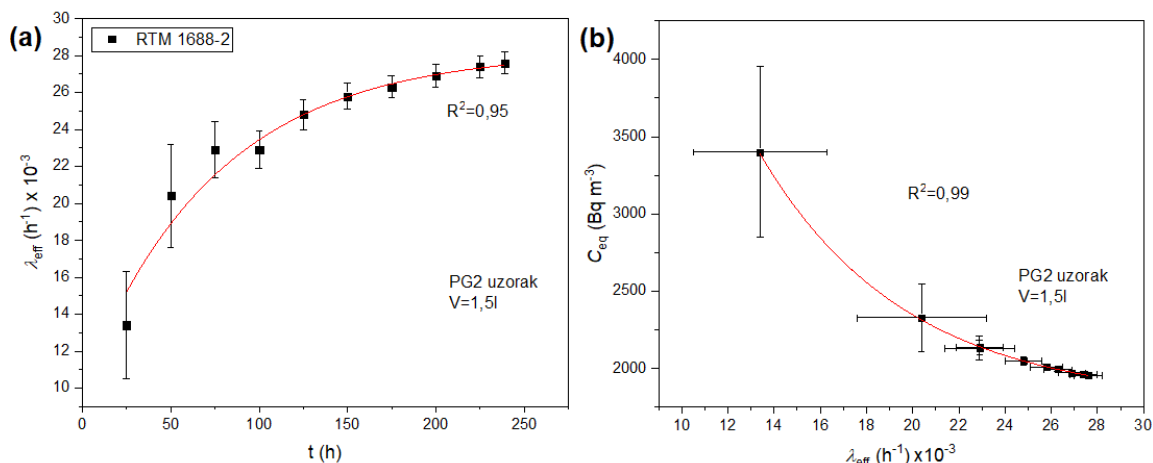 (a)
RTM 1688-2
R²=0,95
PG2 uzorak
V=1,5l
λeff (h⁻¹) x 10⁻³
30
28
26
24
22
20
18
16
14
12
10
0 50 100 150 200 250
t (h)
(b)
R²=0,99
PG2 uzorak
V=1,5l
Ceq (Bq m⁻³)
4000
3500
3000
2500
2000
10 12 14 16 18 20 22 24 26 28 30
λeff (h⁻¹) x10⁻³